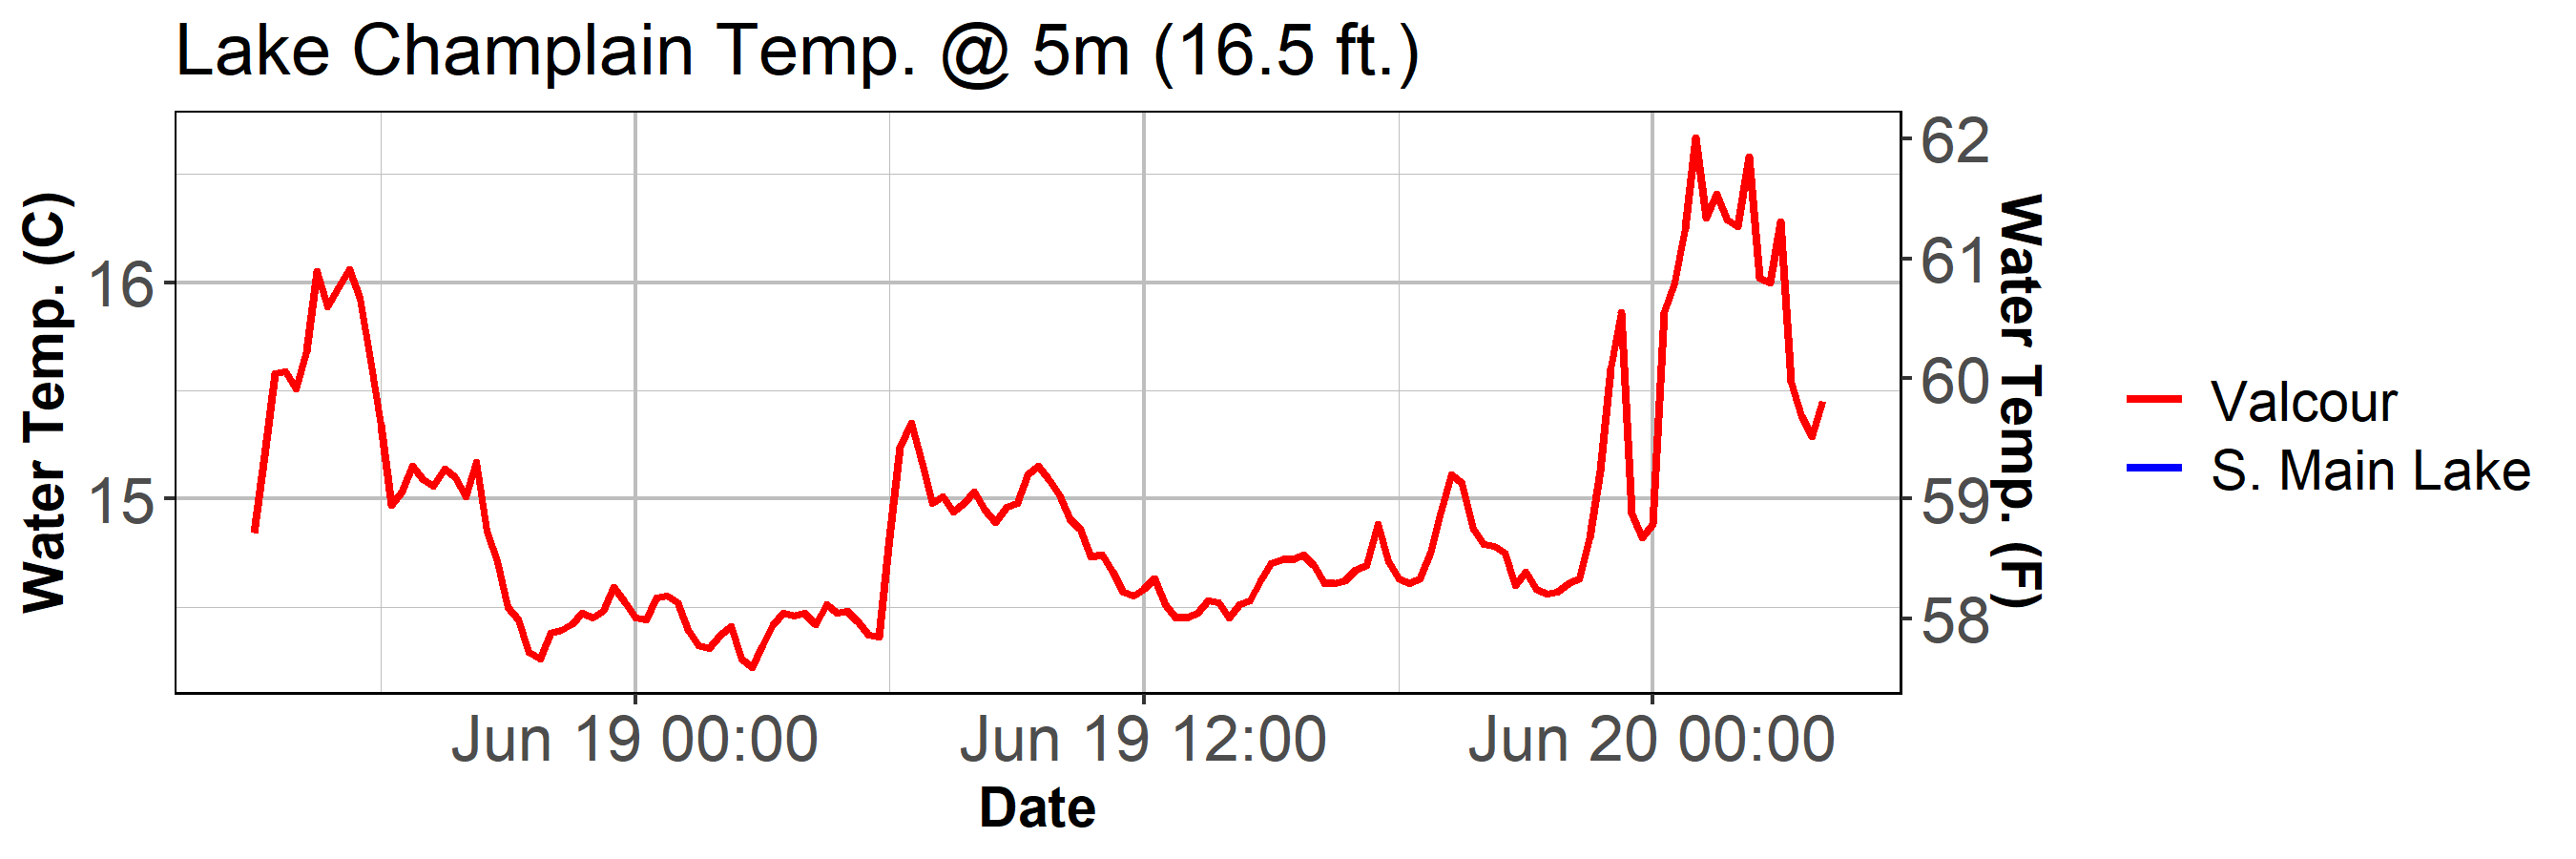 Lake Champlain Temp. @ 5m (16.5 ft.)
Water Temp. (C)
16
15
62
61
60
59
58
Water Temp. (F)
Valcour
S. Main Lake
Jun 19 00:00
Jun 19 12:00
Jun 20 00:00
Date